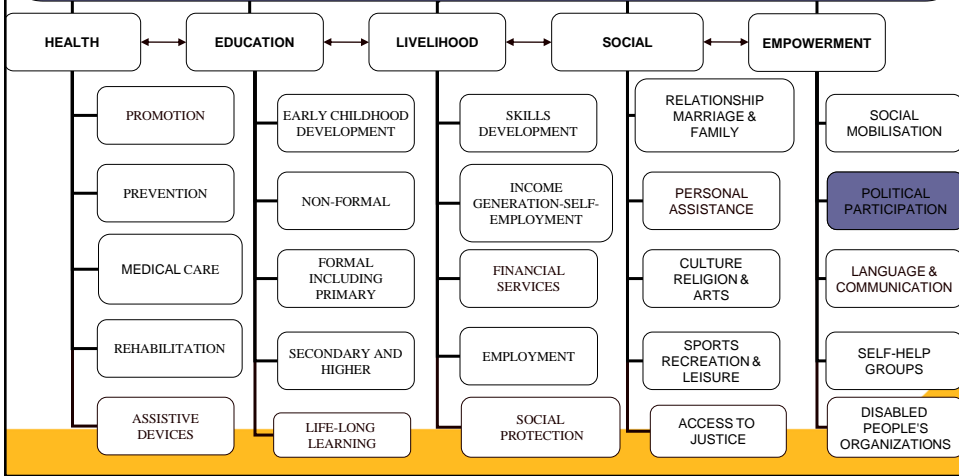 HEALTH
EDUCATION
LIVELIHOOD
SOCIAL
EMPOWERMENT
PROMOTION
PREVENTION
MEDICAL CARE
REHABILITATION
ASSISTIVE
DEVICES
EARLY CHILDHOOD
DEVELOPMENT
NON-FORMAL
FORMAL
INCLUDING
PRIMARY
SECONDARY AND
HIGHER
LIFE-LONG
LEARNING
SKILLS
DEVELOPMENT
INCOME
GENERATION-SELF-
EMPLOYMENT
FINANCIAL
SERVICES
EMPLOYMENT
SOCIAL
PROTECTION
RELATIONSHIP
MARRIAGE &
FAMILY
PERSONAL
ASSISTANCE
CULTURE
RELIGION &
ARTS
SPORTS
RECREATION &
LEISURE
ACCESS TO
JUSTICE
SOCIAL
MOBILISATION
POLITICAL
PARTICIPATION
LANGUAGE &
COMMUNICATION
SELF-HELP
GROUPS
DISABLED
PEOPLE'S
ORGANIZATIONS